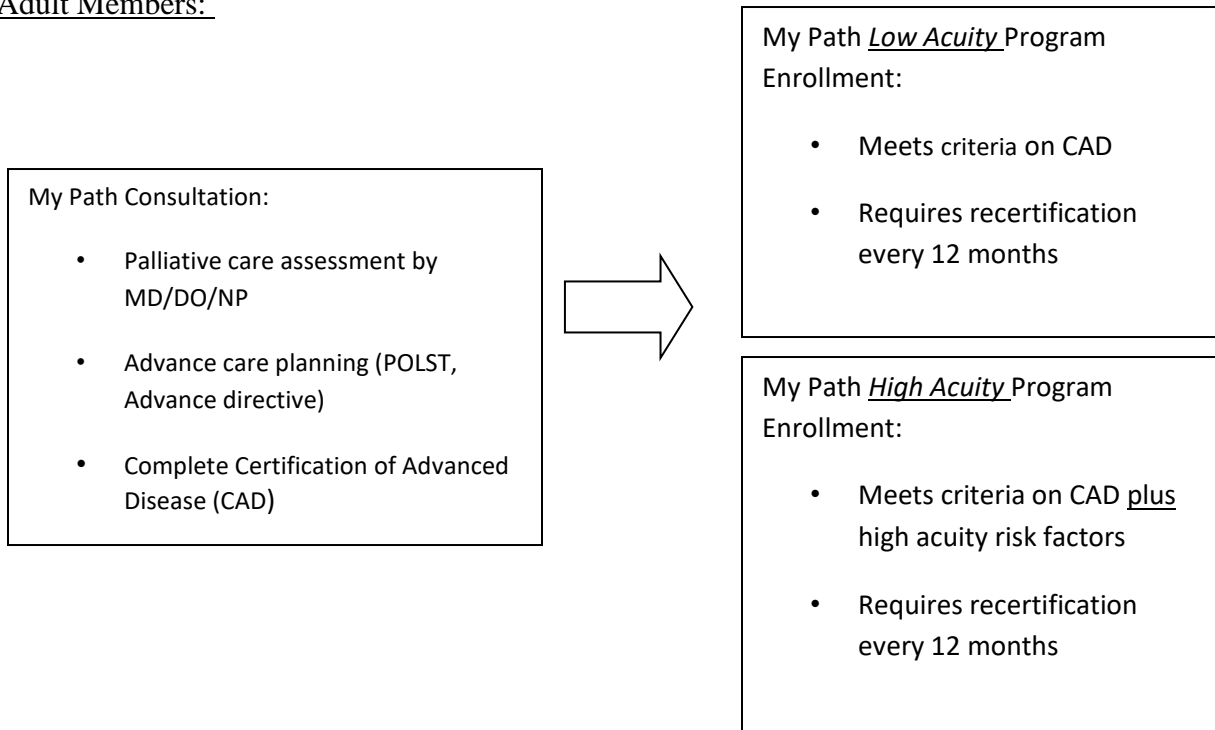 Adult Members:
My Path Consultation:
• Palliative care assessment by
MD/DO/NP
• Advance care planning (POLST,
Advance directive)
• Complete Certification of Advanced
Disease (CAD)
My Path Low Acuity Program
Enrollment:
• Meets criteria on CAD
• Requires recertification
every 12 months
My Path High Acuity Program
Enrollment:
• Meets criteria on CAD plus
high acuity risk factors
• Requires recertification
every 12 months